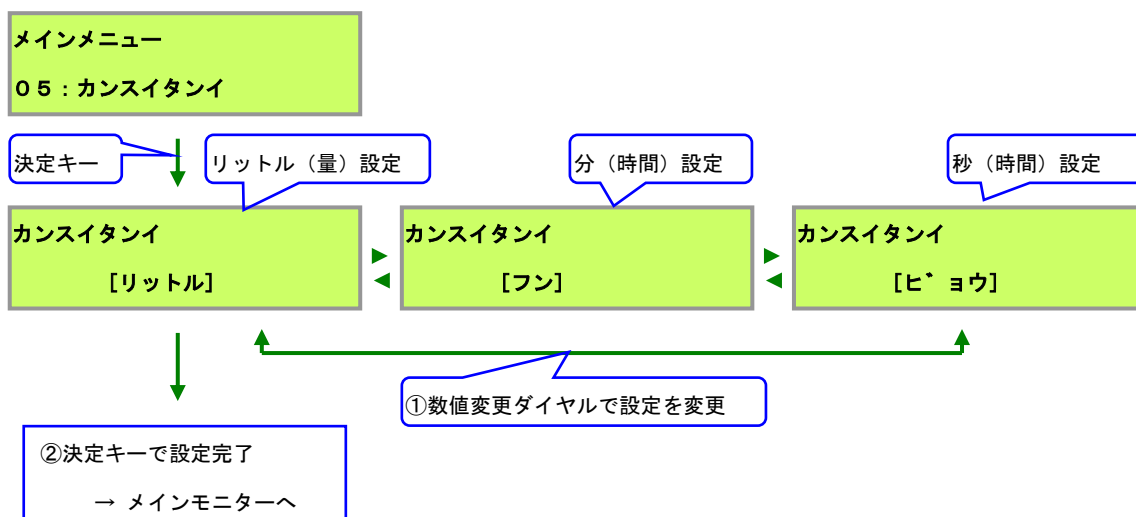 メインメニュー
05：カンスイタンイ
決定キー
リットル（量）設定
分（時間）設定
秒（時間）設定
カンスイタンイ
[リットル]
カンスイタンイ
[フン]
カンスイタンイ
[ヒ゛ョウ]
①数値変更ダイヤルで設定を変更
②決定キーで設定完了
→ メインモニターへ